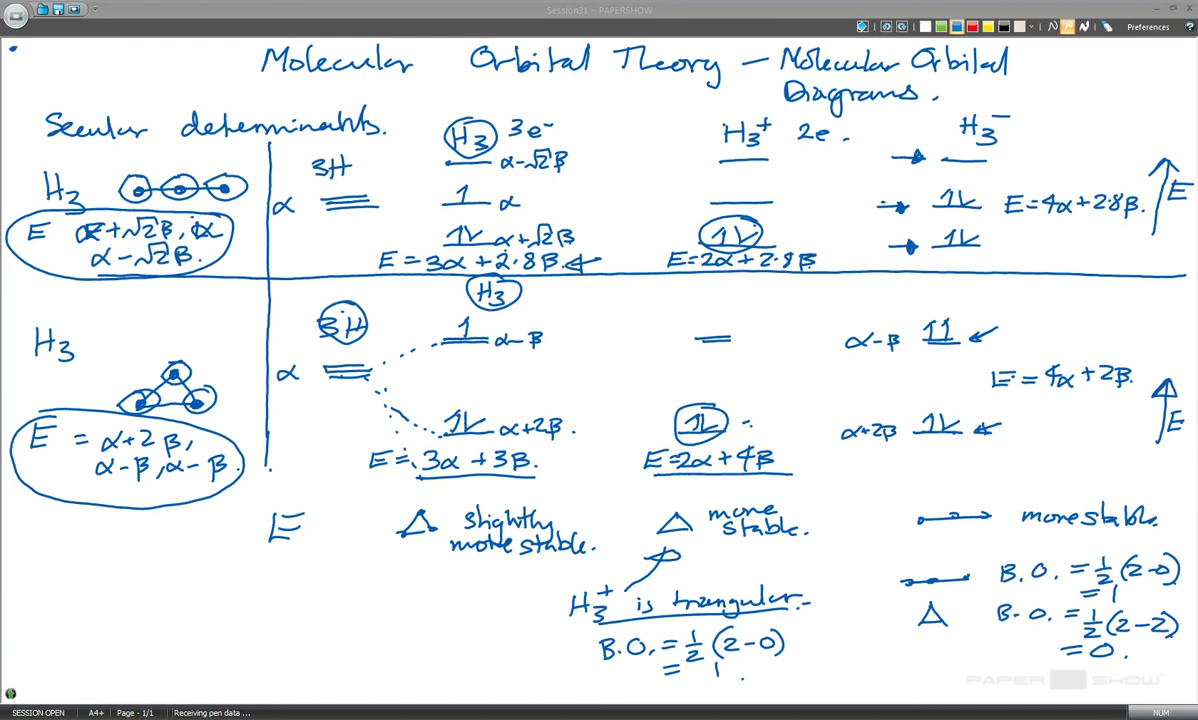 Session31 – PAPERSHOW
Preferences
Molecular Orbital Theory – Molecular Orbital
Diagrams.
Secular determinants.
H3 3e⁻
H3⁺ 2e.
H3⁻
3H
α-√2β
H3
α
α
E α+√2β, α
α-√2β.
α+√2β
E=3α+2.8β.
E=2α+2.8β
E=4α+2.8β.
E
H3
H3
3H
α-β
α
α-β
E=4α+2β.
E
E = α+2β,
α-β, α-β.
α+2β.
E=3α+3β.
E=2α+4β
α+2β
E
Δ slightly
more stable.
Δ more
stable.
more stable.
H3⁺ is triangular.
B.O. = 1/2 (2-0)
= 1.
B.O. = 1/2 (2-0)
= 1
Δ B.O. = 1/2 (2-2)
= 0.
PAPER SHOW
SESSION OPEN A4+ Page - 1/1 Receiving pen data ... NUM